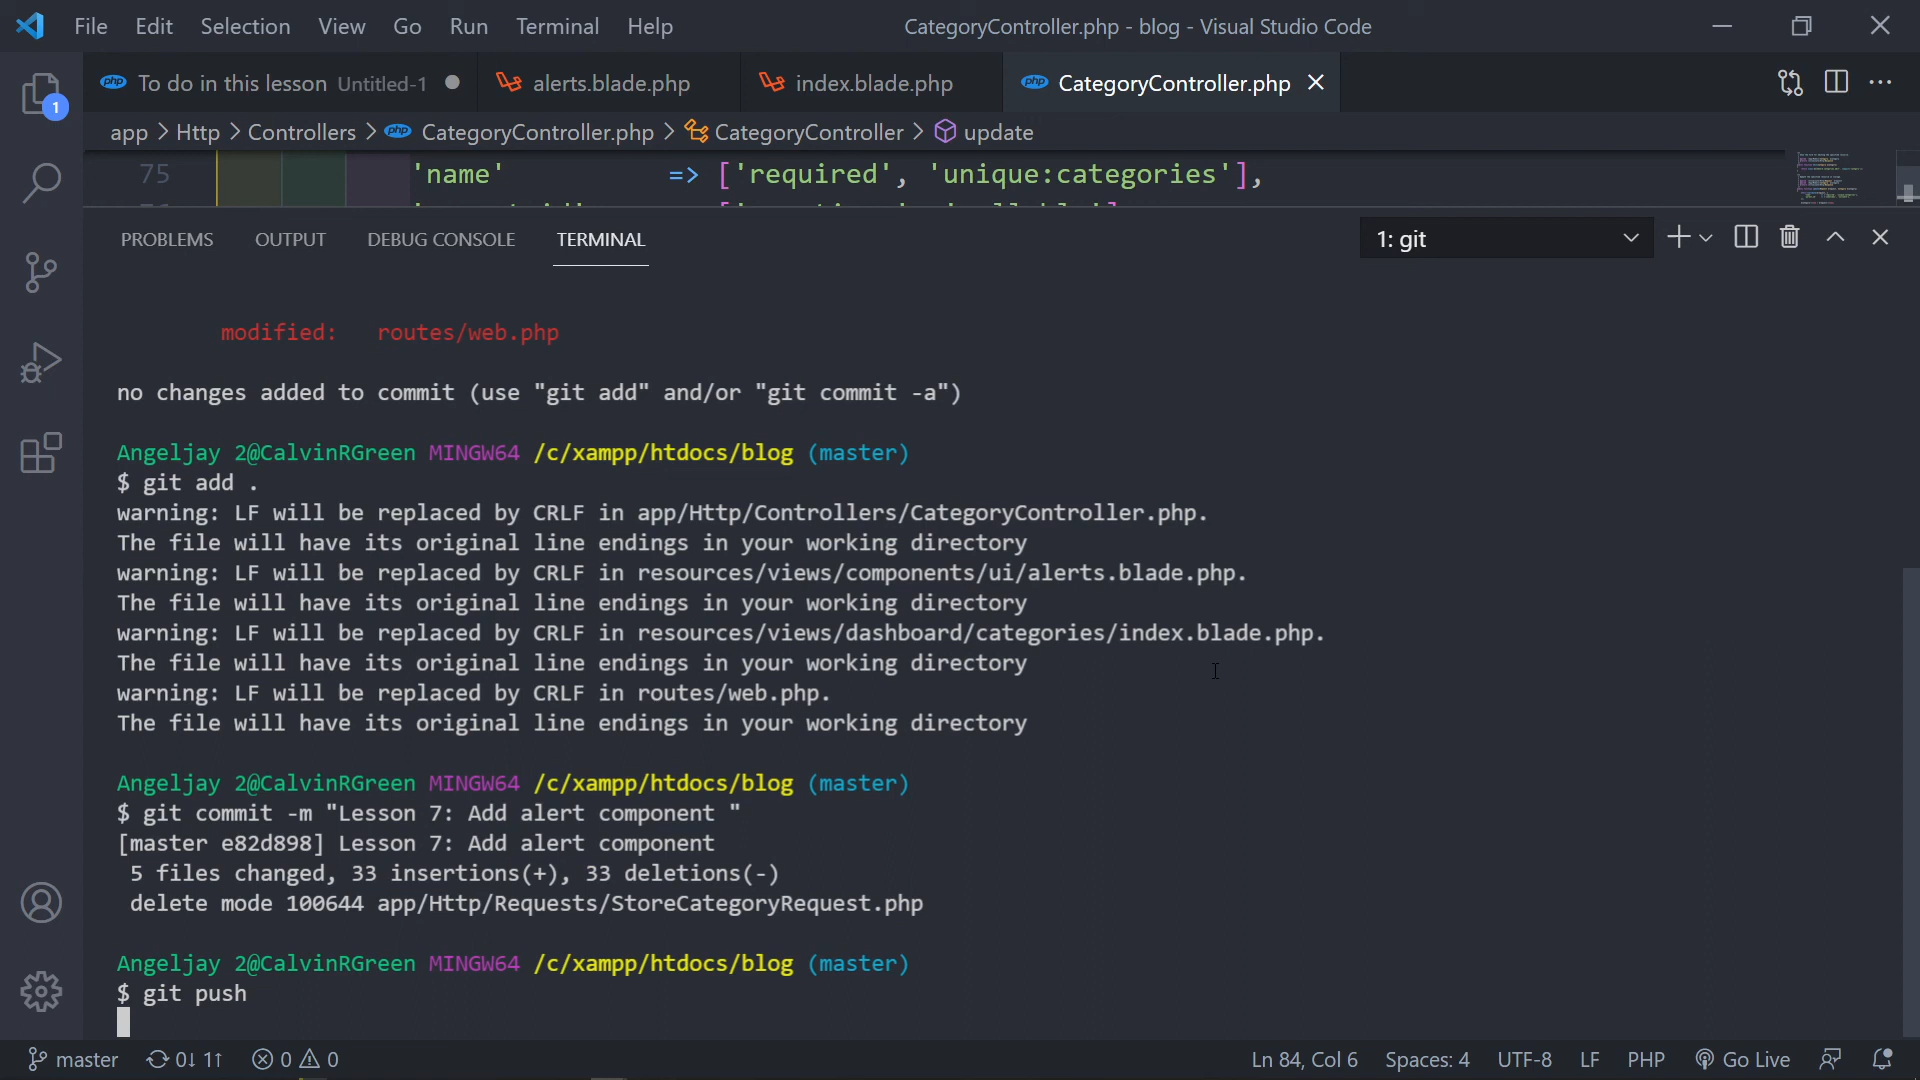 File Edit Selection View Go Run Terminal Help
CategoryController.php - blog - Visual Studio Code
To do in this lesson Untitled-1
alerts.blade.php
index.blade.php
CategoryController.php
app > Http > Controllers > CategoryController.php > CategoryController > update
75 'name' => ['required', 'unique:categories'],
PROBLEMS OUTPUT DEBUG CONSOLE TERMINAL
1: git
1
modified: routes/web.php
no changes added to commit (use "git add" and/or "git commit -a")
Angeljay 2@CalvinRGreen MINGW64 /c/xampp/htdocs/blog (master)
$ git add .
warning: LF will be replaced by CRLF in app/Http/Controllers/CategoryController.php.
The file will have its original line endings in your working directory
warning: LF will be replaced by CRLF in resources/views/components/ui/alerts.blade.php.
The file will have its original line endings in your working directory
warning: LF will be replaced by CRLF in resources/views/dashboard/categories/index.blade.php.
The file will have its original line endings in your working directory
warning: LF will be replaced by CRLF in routes/web.php.
The file will have its original line endings in your working directory
Angeljay 2@CalvinRGreen MINGW64 /c/xampp/htdocs/blog (master)
$ git commit -m "Lesson 7: Add alert component "
[master e82d898] Lesson 7: Add alert component
5 files changed, 33 insertions(+), 33 deletions(-)
delete mode 100644 app/Http/Requests/StoreCategoryRequest.php
Angeljay 2@CalvinRGreen MINGW64 /c/xampp/htdocs/blog (master)
$ git push
master 0↓ 1↑ 0 0
Ln 84, Col 6 Spaces: 4 UTF-8 LF PHP Go Live